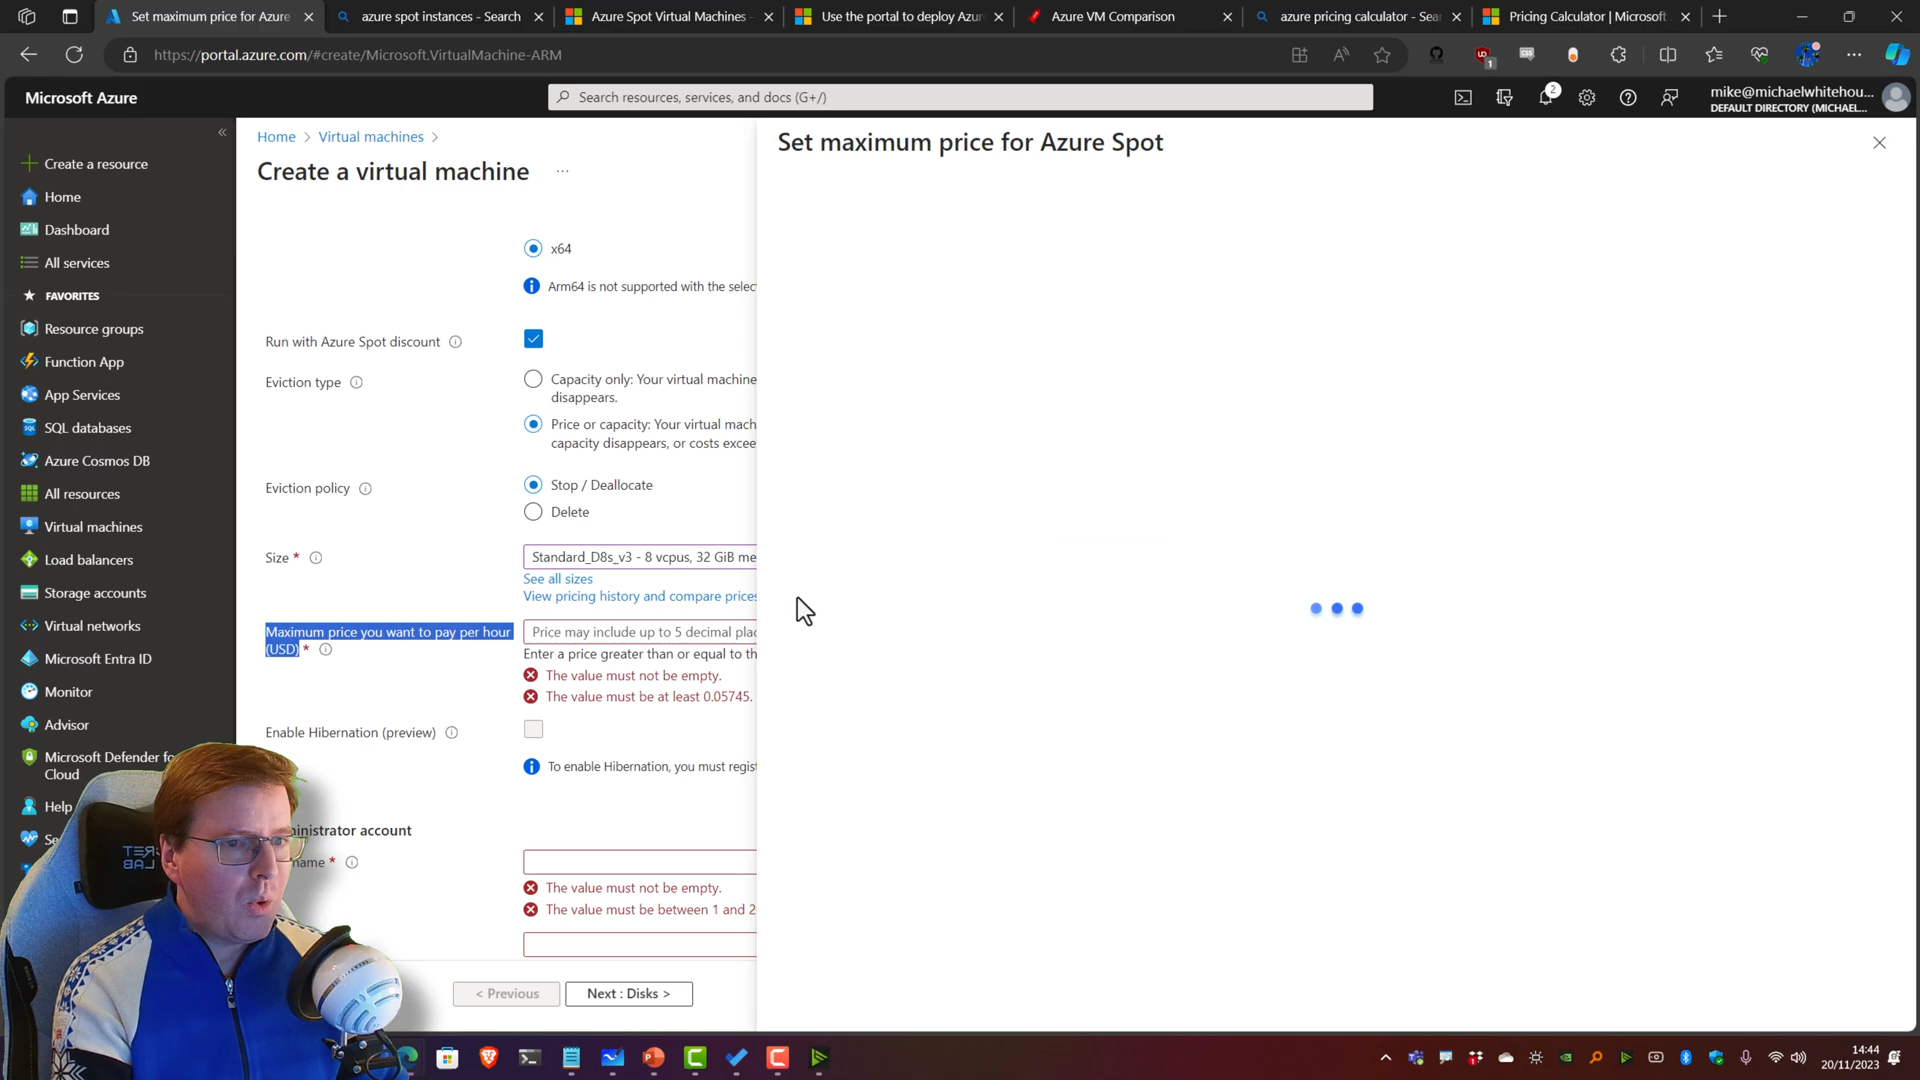 Set maximum price for Azure
azure spot instances - Search
Azure Spot Virtual Machines -
Use the portal to deploy Azur
Azure VM Comparison
azure pricing calculator - Sea
Pricing Calculator | Microsoft
https://portal.azure.com/#create/Microsoft.VirtualMachine-ARM
1
Microsoft Azure
Search resources, services, and docs (G+/)
2
mike@michaelwhitehou...
DEFAULT DIRECTORY (MICHAEL...
Create a resource
Home
Dashboard
All services
FAVORITES
Resource groups
Function App
App Services
SQL databases
Azure Cosmos DB
All resources
Virtual machines
Load balancers
Storage accounts
Virtual networks
Microsoft Entra ID
Monitor
Advisor
Microsoft Defender fo
Cloud
Help
Home > Virtual machines >
Create a virtual machine ...
x64
Arm64 is not supported with the selec
Run with Azure Spot discount
Eviction type
Capacity only: Your virtual machine
disappears.
Price or capacity: Your virtual mach
capacity disappears, or costs excee
Eviction policy
Stop / Deallocate
Delete
Size *
Standard_D8s_v3 - 8 vcpus, 32 GiB me
See all sizes
View pricing history and compare prices
Maximum price you want to pay per hour
(USD) *
Price may include up to 5 decimal plac
Enter a price greater than or equal to the
The value must not be empty.
The value must be at least 0.05745.
Enable Hibernation (preview)
To enable Hibernation, you must regist
ministrator account
name *
The value must not be empty.
The value must be between 1 and 2
< Previous
Next : Disks >
Set maximum price for Azure Spot
14:44
20/11/2023